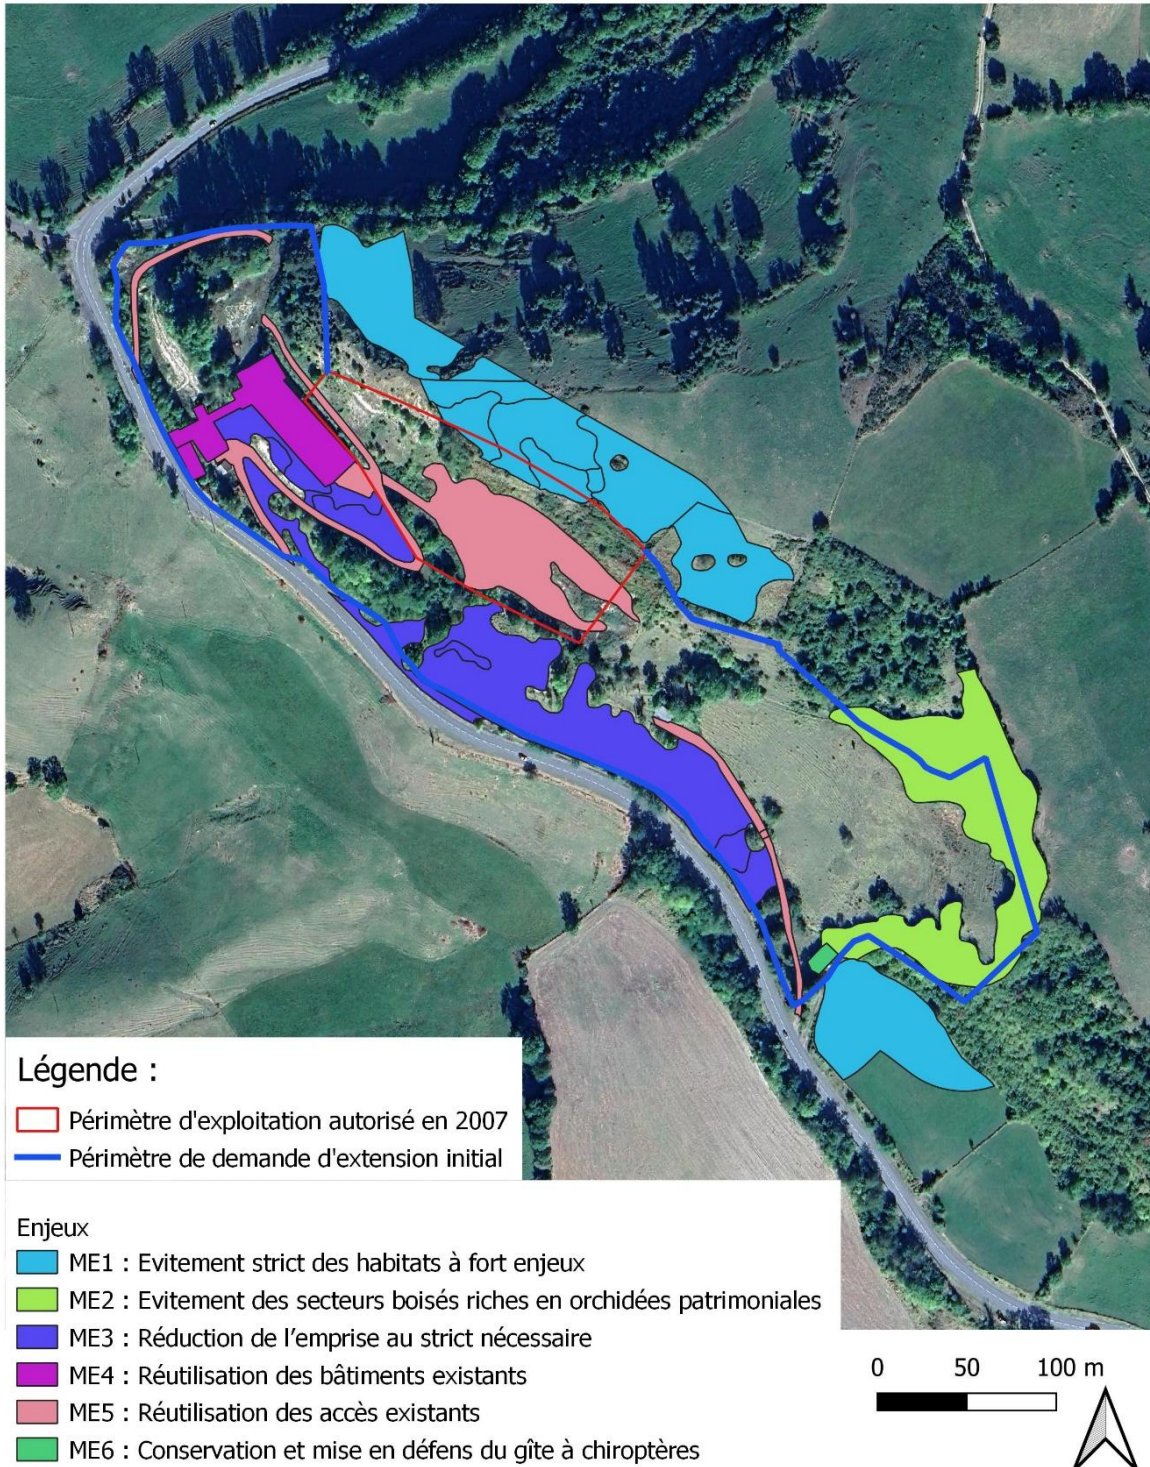 Légende :
Périmètre d'exploitation autorisé en 2007
Périmètre de demande d'extension initial
Enjeux
ME1 : Evitement strict des habitats à fort enjeux
ME2 : Evitement des secteurs boisés riches en orchidées patrimoniales
ME3 : Réduction de l’emprise au strict nécessaire
ME4 : Réutilisation des bâtiments existants
ME5 : Réutilisation des accès existants
ME6 : Conservation et mise en défens du gîte à chiroptères
0 50 100 m